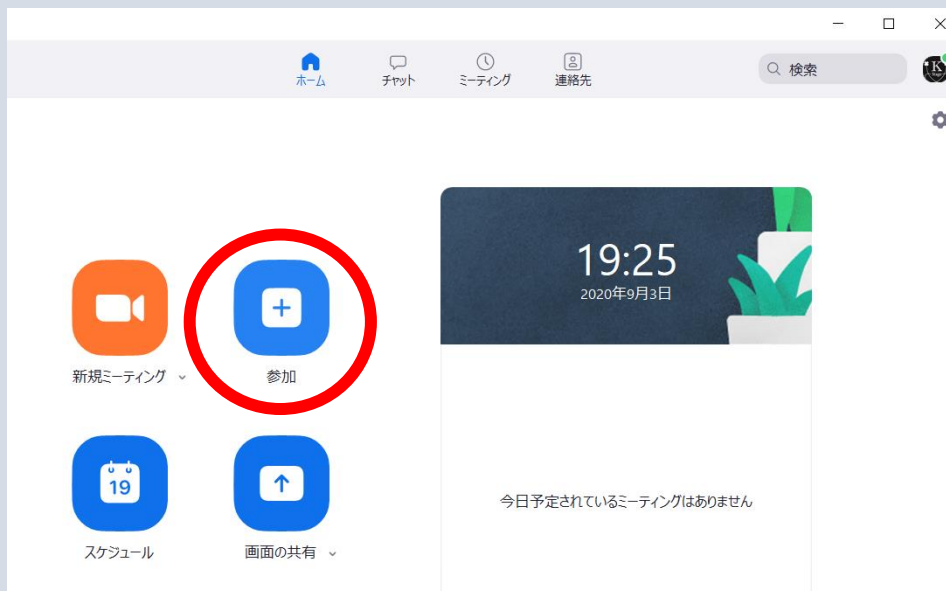 ホーム
チャット
ミーティング
連絡先
検索
K
19:25
2020年9月3日
新規ミーティング
参加
19
スケジュール
画面の共有
今日予定されているミーティングはありません